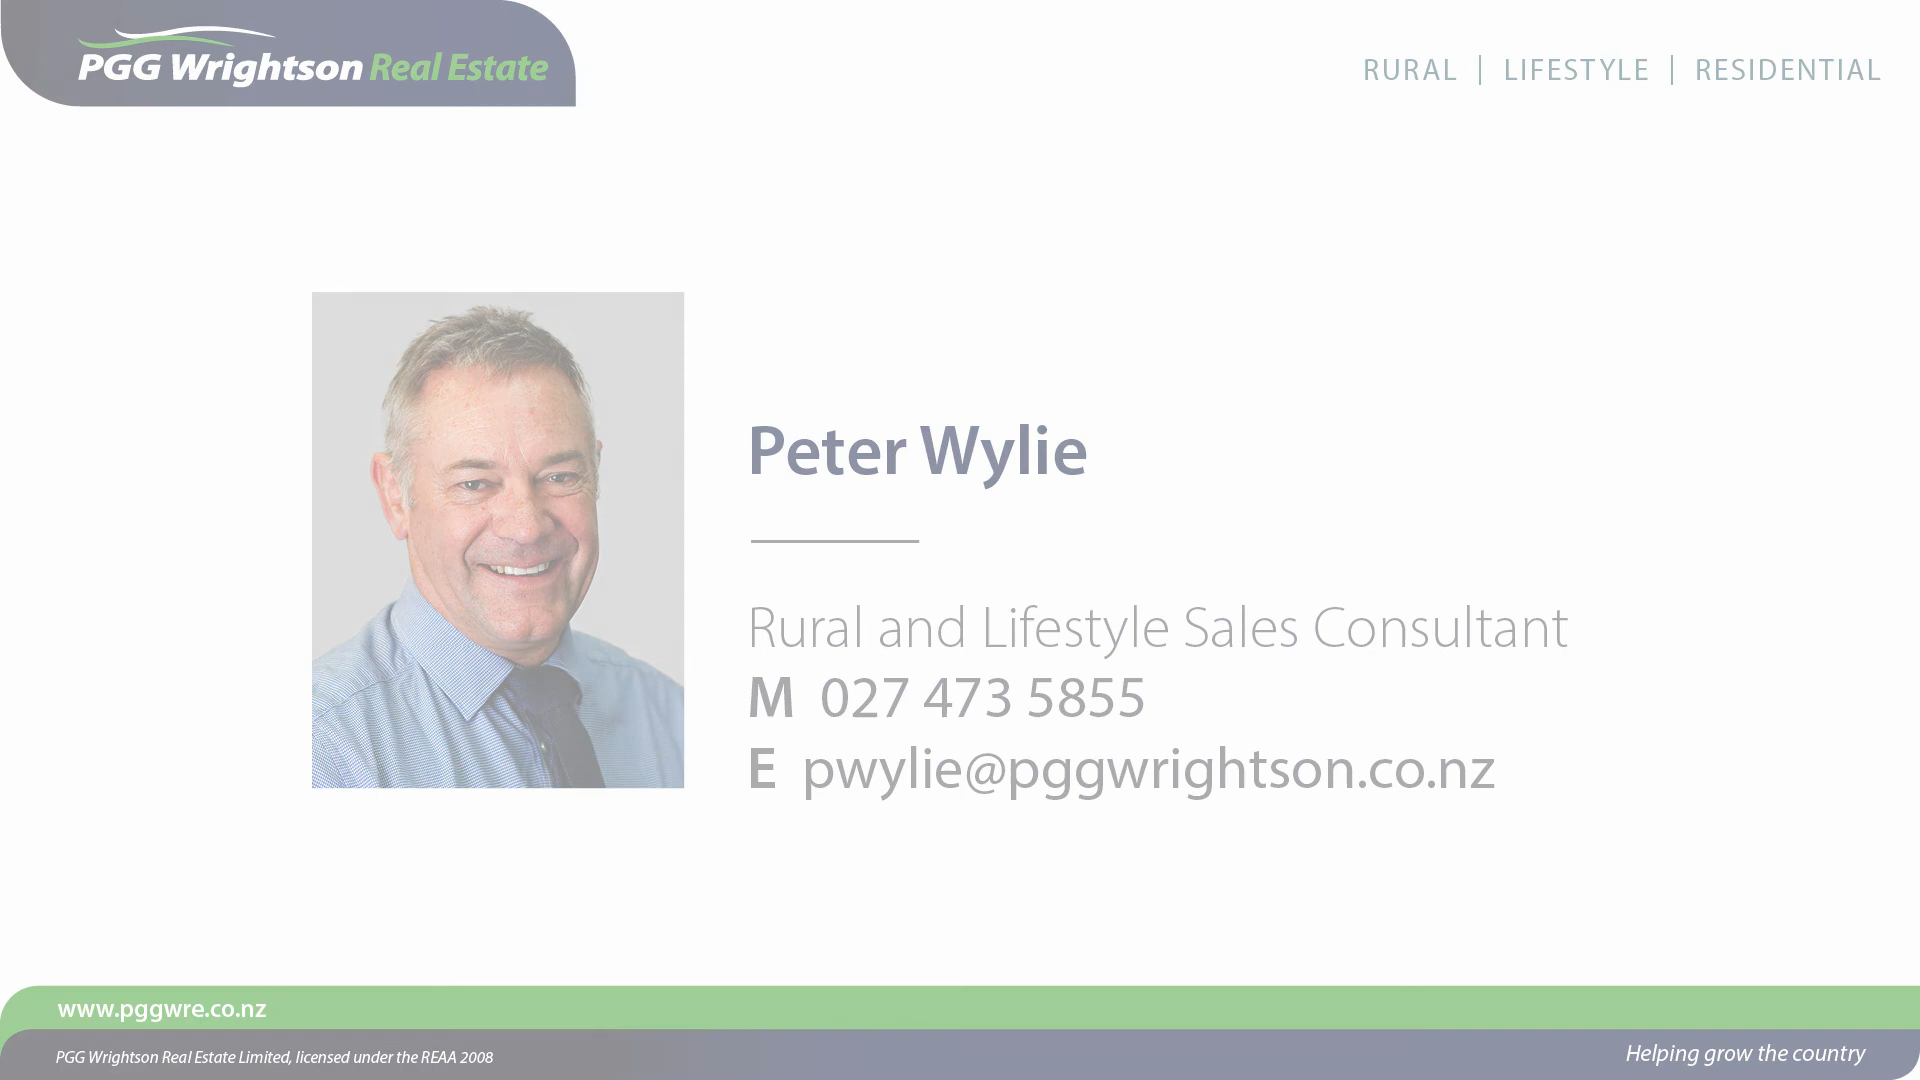 PGG Wrightson Real Estate
RURAL | LIFESTYLE | RESIDENTIAL
Peter Wylie
Rural and Lifestyle Sales Consultant
M 027 473 5855
E pwylie@pggwrightson.co.nz
www.pggwre.co.nz
PGG Wrightson Real Estate Limited, licensed under the REAA 2008
Helping grow the country